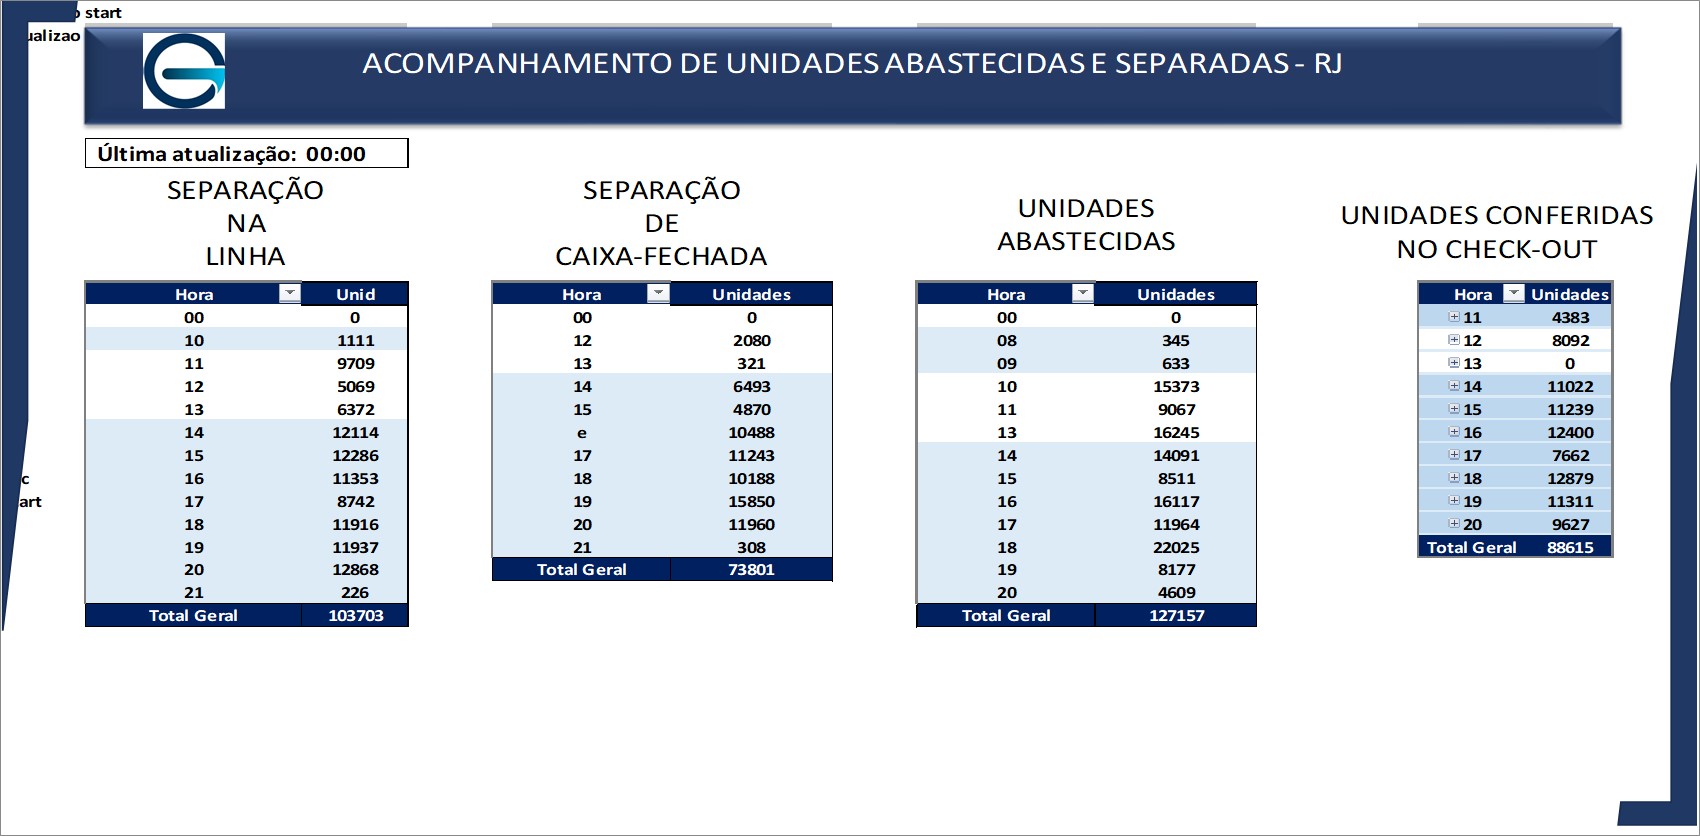 start
ACOMPANHAMENTO DE UNIDADES ABASTECIDAS E SEPARADAS - RJ
Última atualização: 00:00
SEPARAÇÃO
NA
LINHA
Hora Unid
00 0
10 1111
11 9709
12 5069
13 6372
14 12114
15 12286
16 11353
17 8742
18 11916
19 11937
20 12868
21 226
Total Geral 103703
SEPARAÇÃO
DE
CAIXA-FECHADA
Hora Unidades
00 0
12 2080
13 321
14 6493
15 4870
e 10488
17 11243
18 10188
19 15850
20 11960
21 308
Total Geral 73801
UNIDADES
ABASTECIDAS
Hora Unidades
00 0
08 345
09 633
10 15373
11 9067
13 16245
14 14091
15 8511
16 16117
17 11964
18 22025
19 8177
20 4609
Total Geral 127157
UNIDADES CONFERIDAS
NO CHECK-OUT
Hora Unidades
11 4383
12 8092
13 0
14 11022
15 11239
16 12400
17 7662
18 12879
19 11311
20 9627
Total Geral 88615